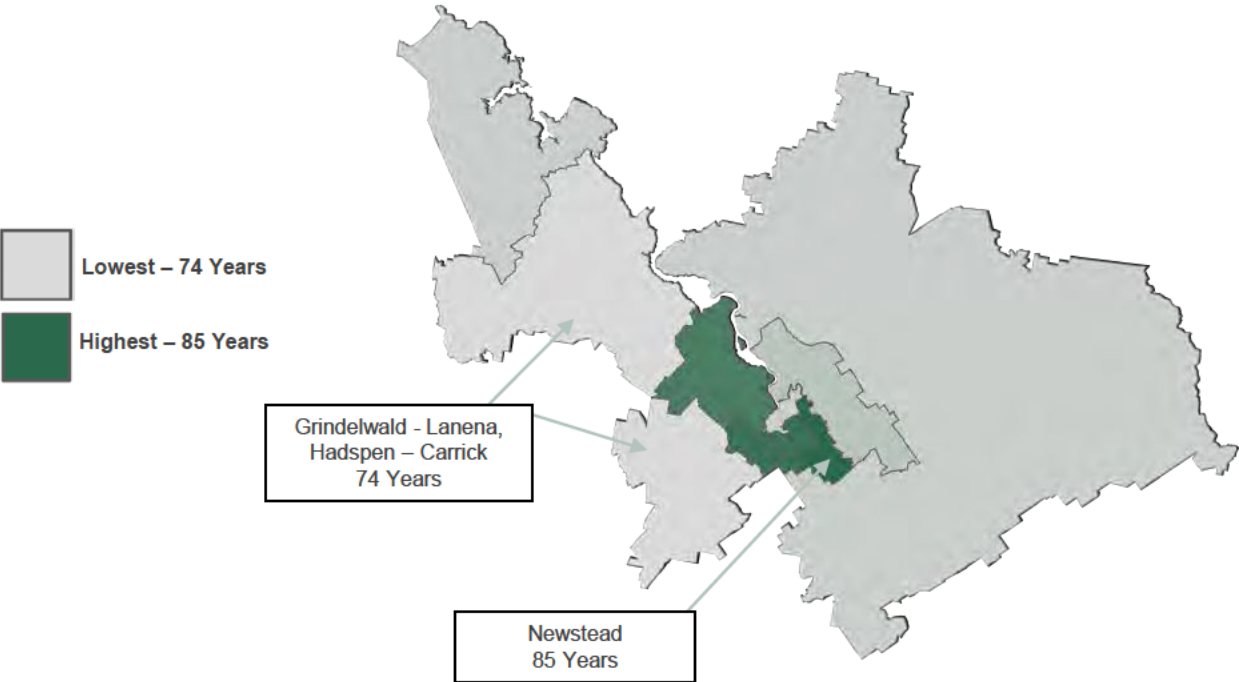 Lowest – 74 Years
Highest – 85 Years
Grindelwald - Lanena,
Hadspen – Carrick
74 Years
Newstead
85 Years